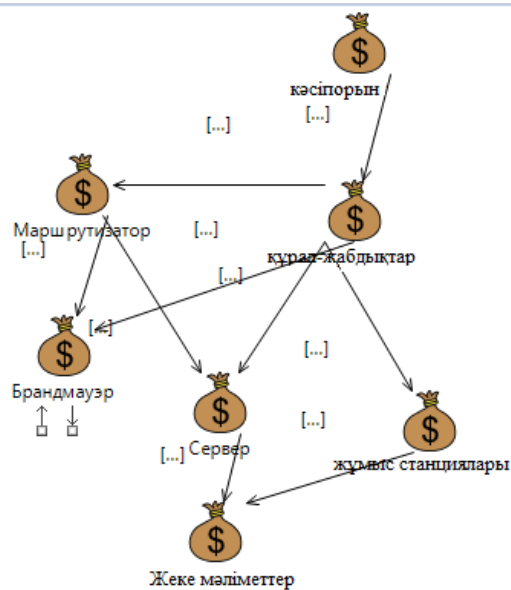 кәсіпорын
[...]
[...]
Маршрутизатор
[...]
[...]
құрал-жабдықтар
[...]
[...]
[...]
Брандмауэр
[...]
Сервер
[...]
жұмыс станциялары
Жеке мәліметтер